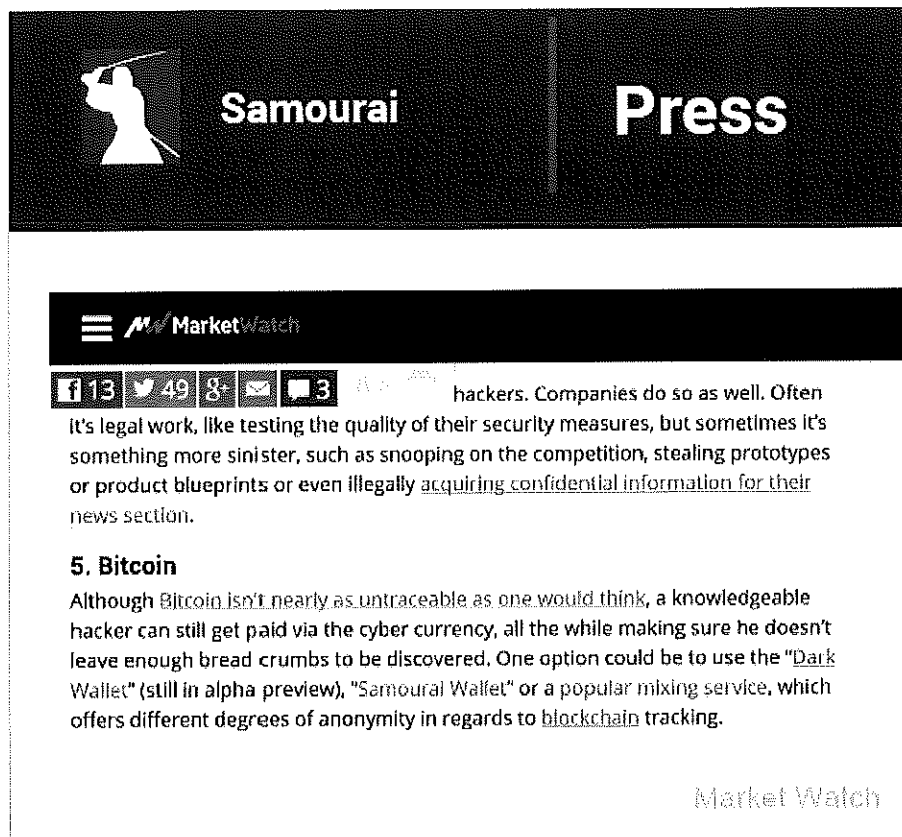 Samourai
Press
MarketWatch
13 49 g+ 3
hackers. Companies do so as well. Often
it's legal work, like testing the quality of their security measures, but sometimes it's
something more sinister, such as snooping on the competition, stealing prototypes
or product blueprints or even illegally acquiring confidential information for their
news section.
5. Bitcoin
Although Bitcoin isn't nearly as untraceable as one would think, a knowledgeable
hacker can still get paid via the cyber currency, all the while making sure he doesn't
leave enough bread crumbs to be discovered. One option could be to use the "Dark
Wallet" (still in alpha preview), "Samourai Wallet" or a popular mixing service, which
offers different degrees of anonymity in regards to blockchain tracking.
Market Watch